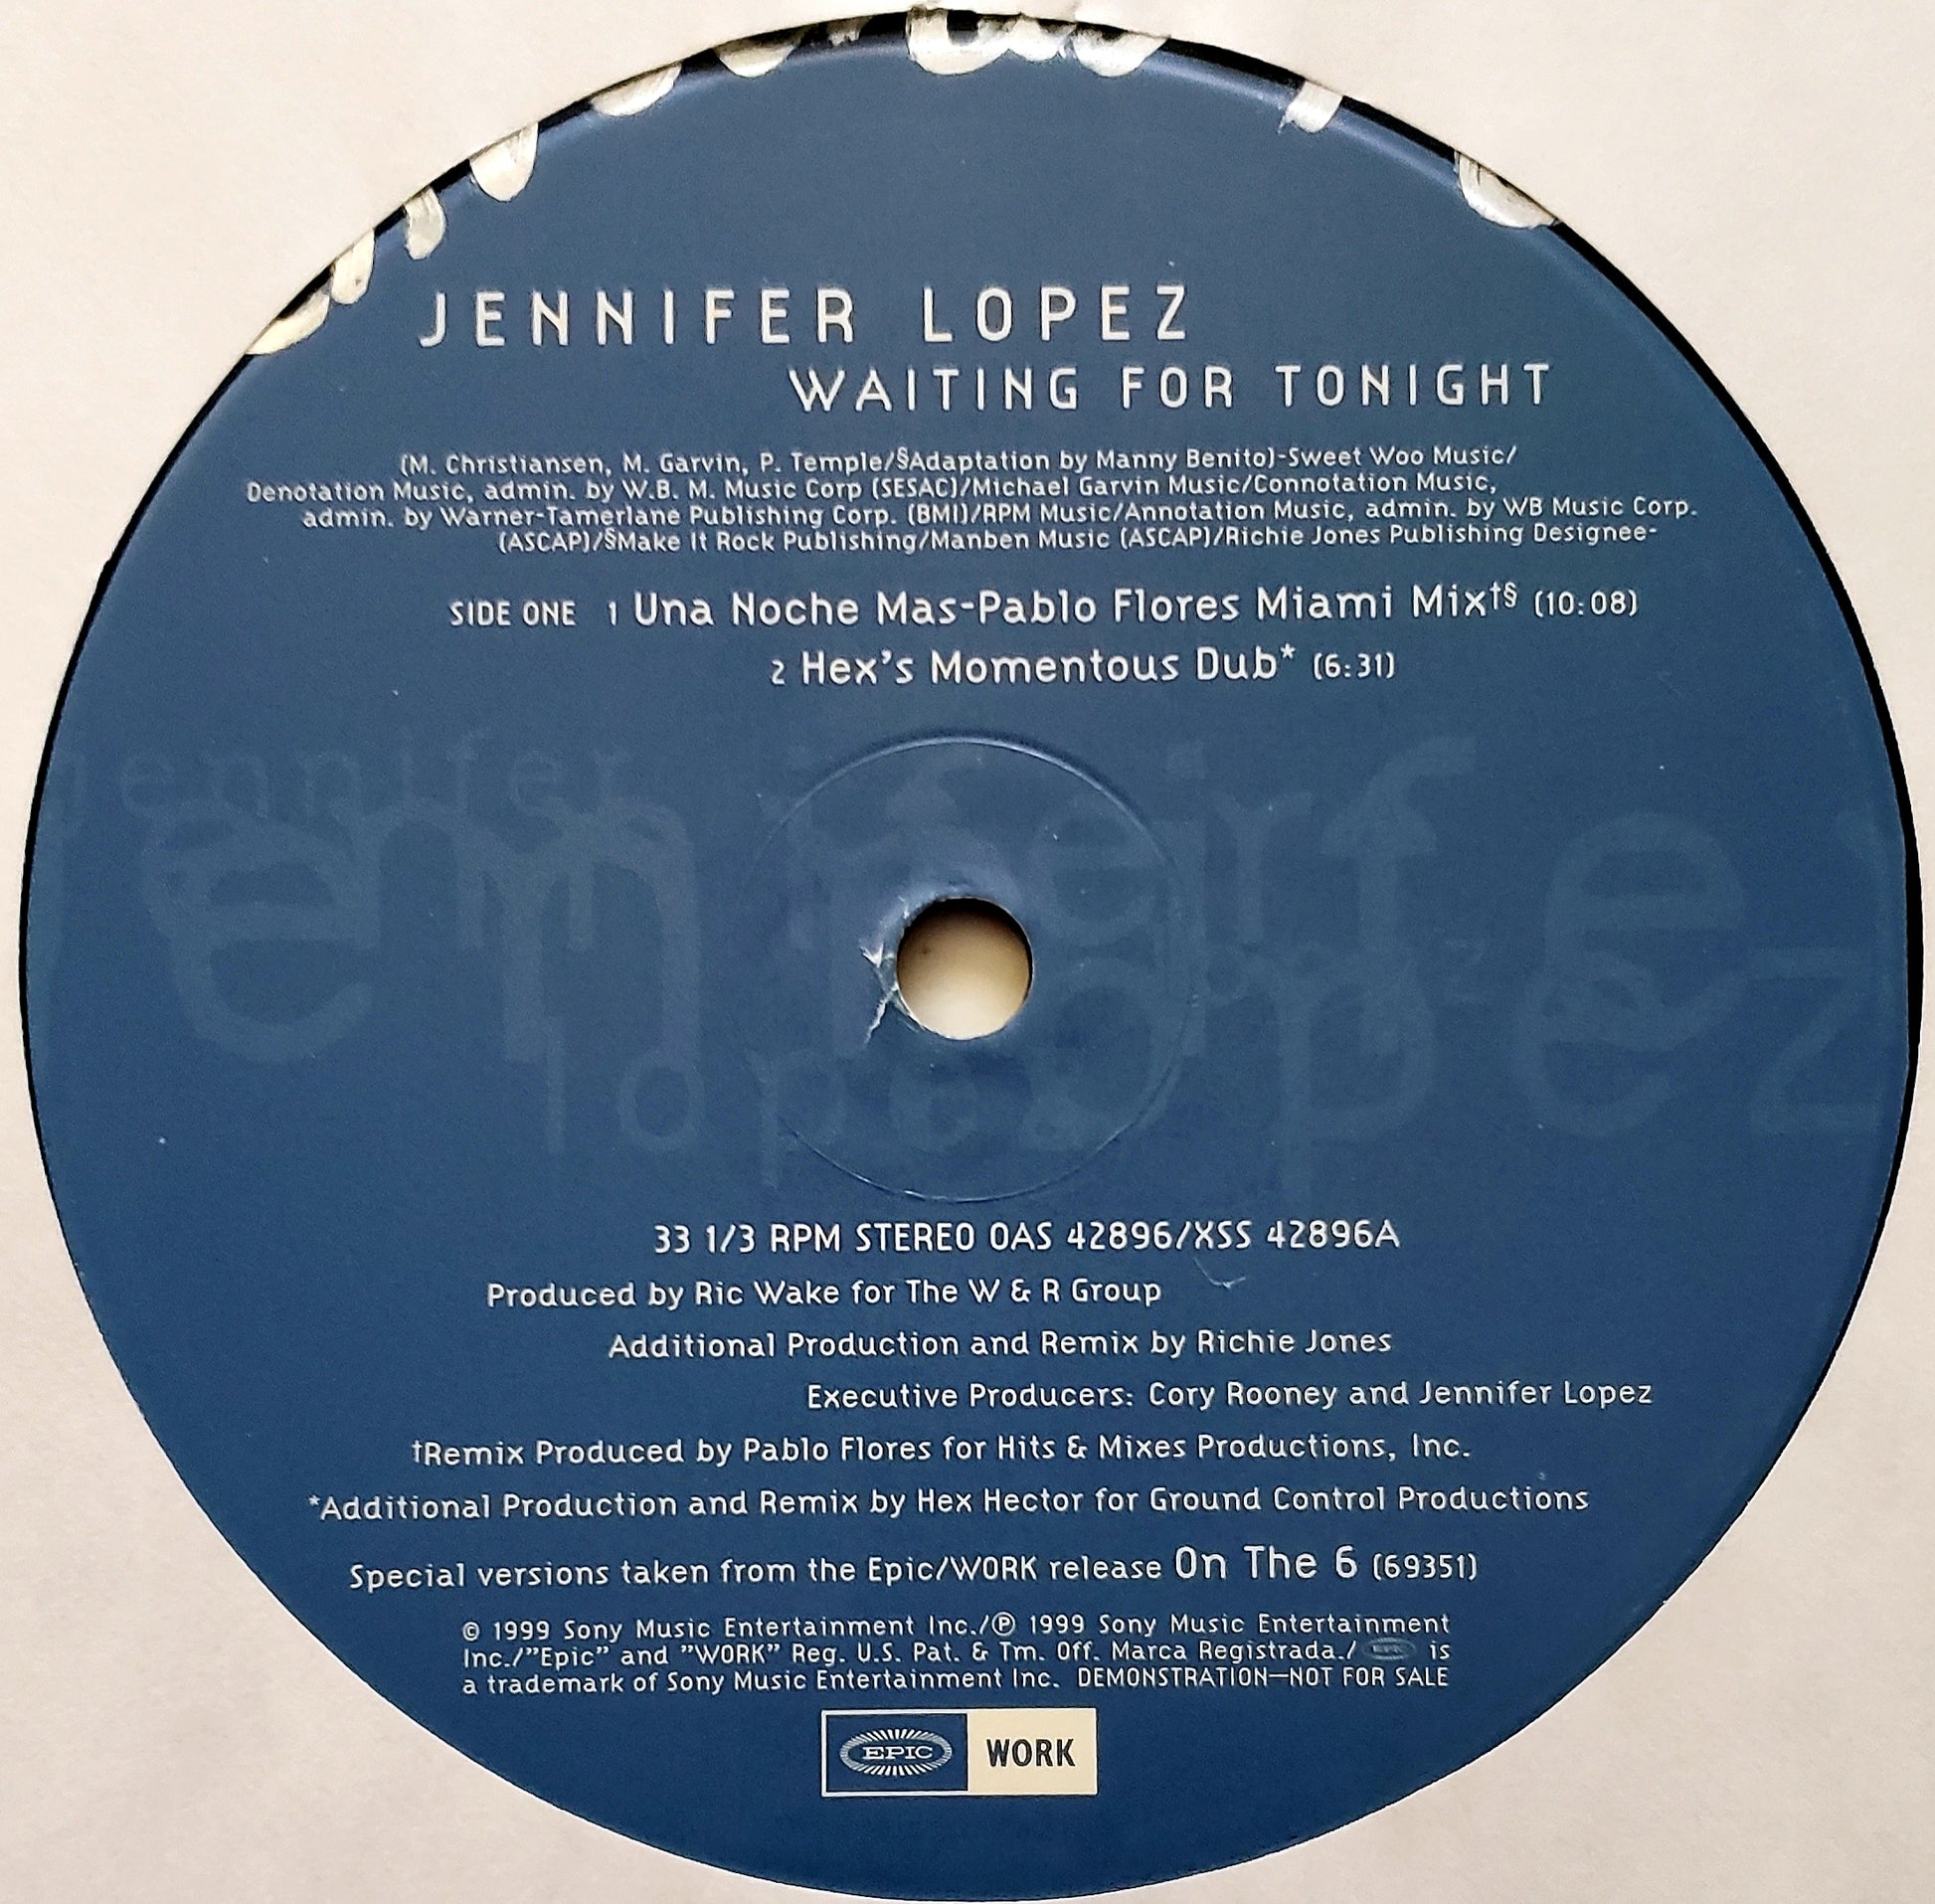 JENNIFER LOPEZ
WAITING FOR TONIGHT
(M. Christiansen, M. Garvin, P. Temple/§Adaptation by Manny Benito)-Sweet Woo Music/
Denotation Music, admin. by W.B. M. Music Corp (SESAC)/Michael Garvin Music/Connotation Music,
admin. by Warner-Tamerlane Publishing Corp. (BMI)/RPM Music/Annotation Music, admin. by WB Music Corp.
(ASCAP)/§Make It Rock Publishing/Manben Music (ASCAP)/Richie Jones Publishing Designee-
SIDE ONE 1 Una Noche Mas-Pablo Flores Miami Mix†§ (10:08)
2 Hex's Momentous Dub* (6:31)
jennifer
lopez
33 1/3 RPM STEREO OAS 42896/XSS 42896A
Produced by Ric Wake for The W & R Group
Additional Production and Remix by Richie Jones
Executive Producers: Cory Rooney and Jennifer Lopez
†Remix Produced by Pablo Flores for Hits & Mixes Productions, Inc.
*Additional Production and Remix by Hex Hector for Ground Control Productions
Special versions taken from the Epic/WORK release On The 6 (69351)
© 1999 Sony Music Entertainment Inc./℗ 1999 Sony Music Entertainment
Inc./"Epic" and "WORK" Reg. U.S. Pat. & Tm. Off. Marca Registrada./ EPIC is
a trademark of Sony Music Entertainment Inc. DEMONSTRATION—NOT FOR SALE
EPIC WORK